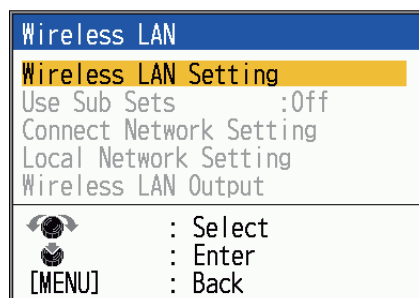 Wireless LAN
Wireless LAN Setting
Use Sub Sets :Off
Connect Network Setting
Local Network Setting
Wireless LAN Output
: Select
: Enter
[MENU] : Back